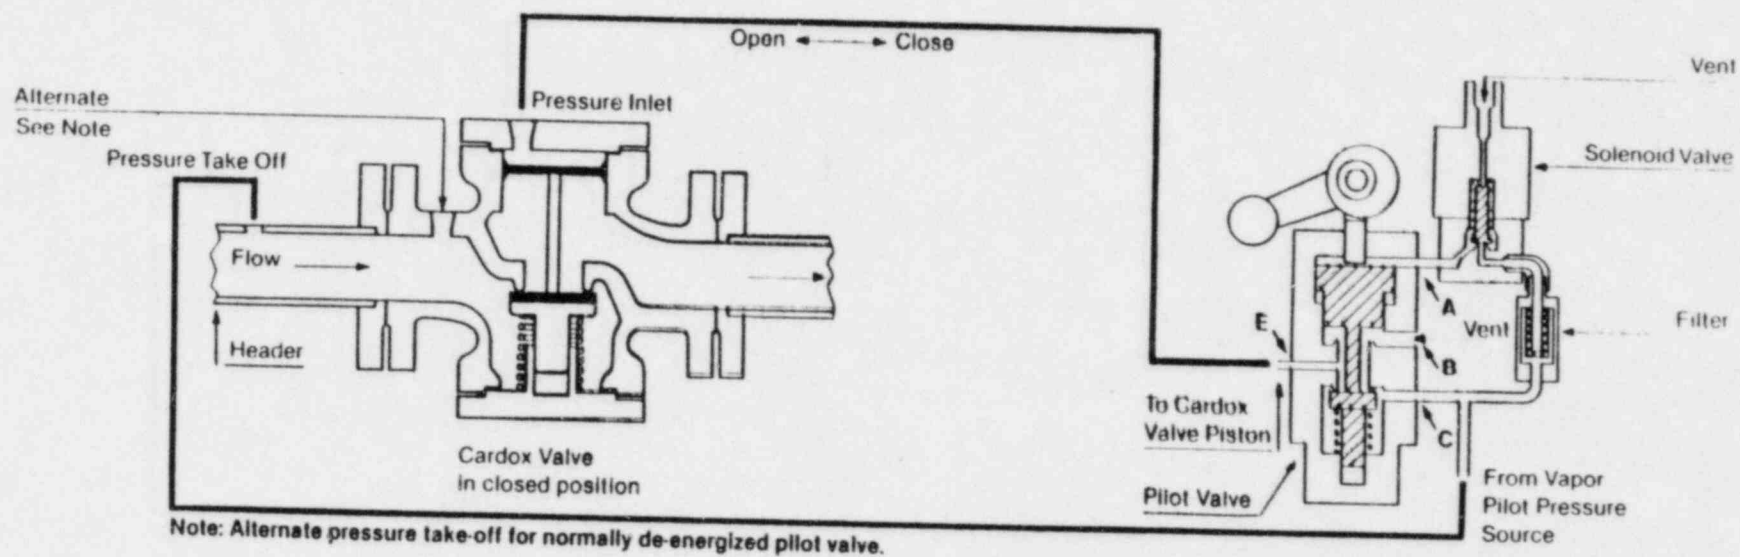 Open Close
Vent
Alternate
See Note
Pressure Inlet
Pressure Take Off
Solenoid Valve
Flow
A
E
Vent
Filter
Header
B
To Cardox
Valve Piston
C
Cardox Valve
in closed position
Pilot Valve
From Vapor
Pilot Pressure
Source
Note: Alternate pressure take-off for normally de-energized pilot valve.